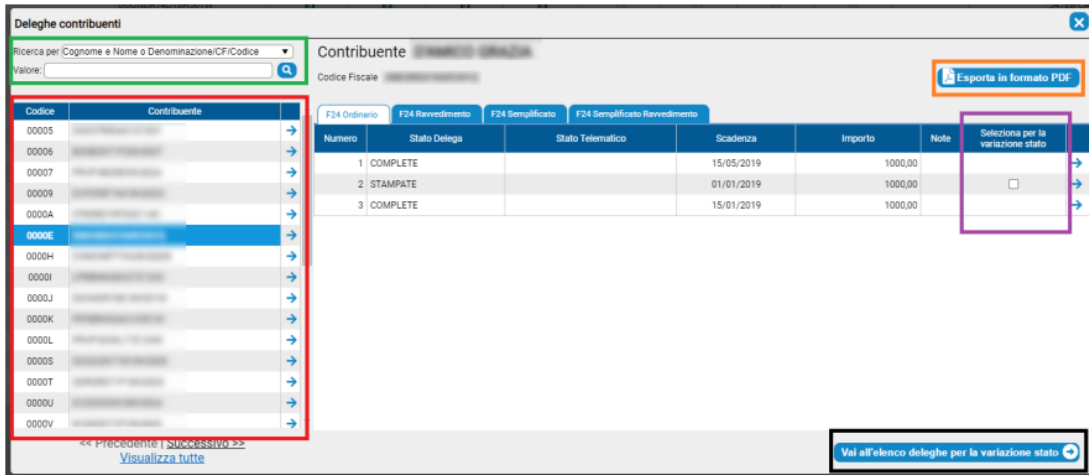 Deleghe contribuenti
Ricerca per Cognome e Nome o Denominazione/CF/Codice
Valore:
Contribuente
Codice Fiscale
Esporta in formato PDF
Codice Contribuente
00005
00006
00007
00009
0000A
0000E
0000H
0000I
0000J
0000K
0000L
0000S
0000T
0000U
0000V
<< Precedente | Successivo >>
Visualizza tutte
F24 Ordinario F24 Ravvedimento F24 Semplificato F24 Semplificato Ravvedimento
Numero Stato Delega Stato Telematico Scadenza Importo Note Seleziona per la variazione stato
1 COMPLETE 15/05/2019 1000,00
2 STAMPATE 01/01/2019 1000,00
3 COMPLETE 15/01/2019 1000,00
Vai all'elenco deleghe per la variazione stato